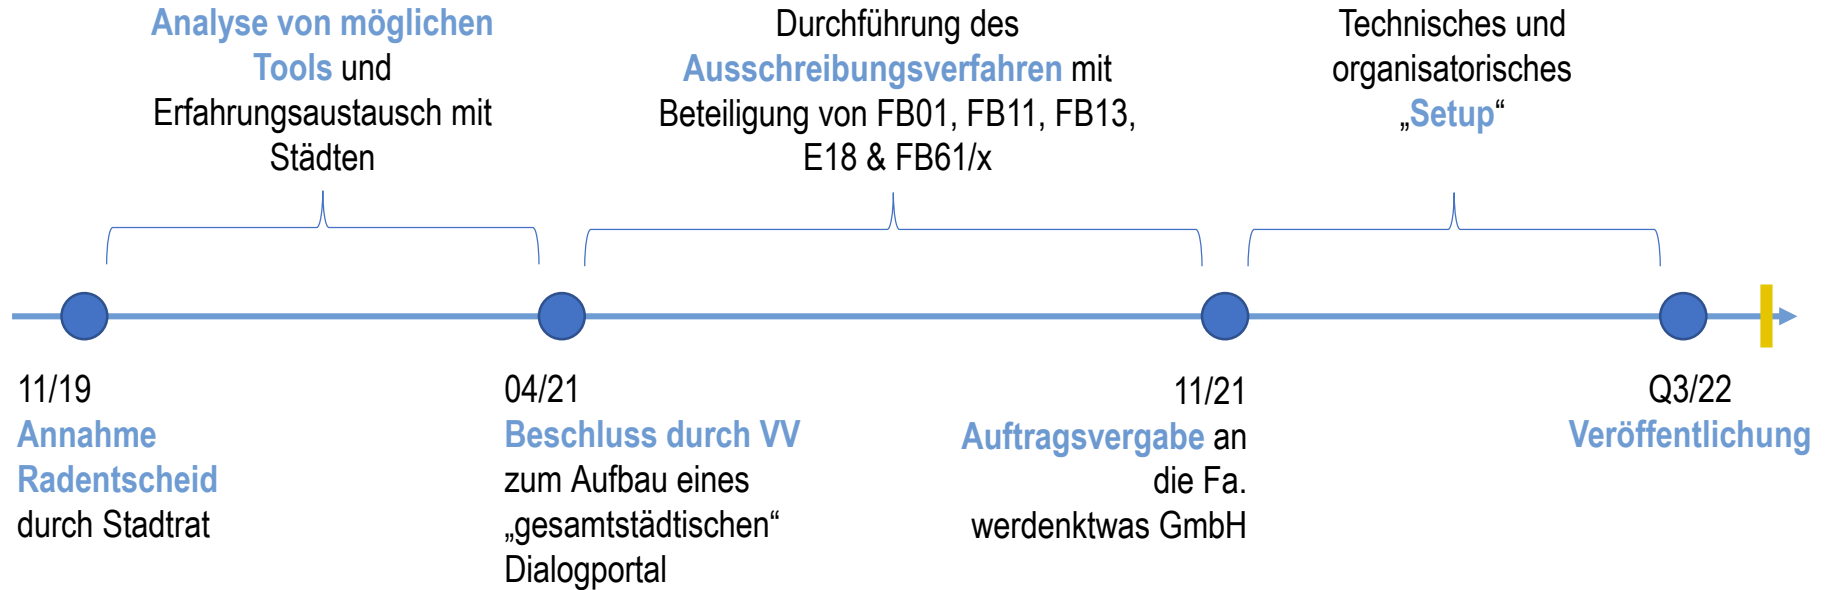 Analyse von möglichen
Tools und
Erfahrungsaustausch mit
Städten
Durchführung des
Ausschreibungsverfahren mit
Beteiligung von FB01, FB11, FB13,
E18 & FB61/x
Technisches und
organisatorisches
„Setup“
11/19
Annahme
Radentscheid
durch Stadtrat
04/21
Beschluss durch VV
zum Aufbau eines
„gesamtstädtischen“
Dialogportal
11/21
Auftragsvergabe an
die Fa.
werdenktwas GmbH
Q3/22
Veröffentlichung